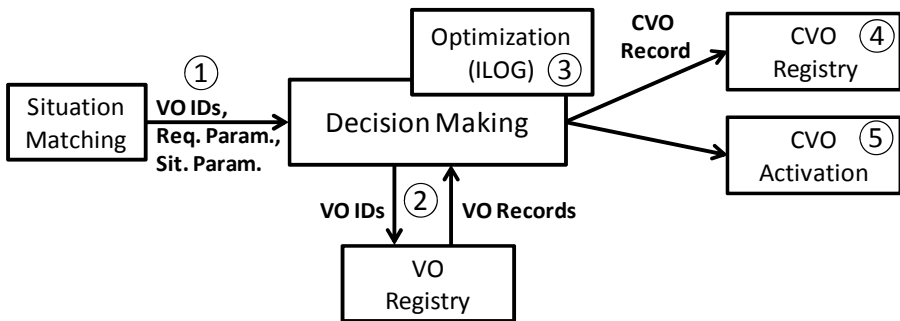 Situation
Matching
1
VO IDs,
Req. Param.,
Sit. Param.
Optimization
(ILOG) 3
Decision Making
VO IDs
2
VO Records
VO
Registry
CVO
Record
CVO 4
Registry
CVO 5
Activation